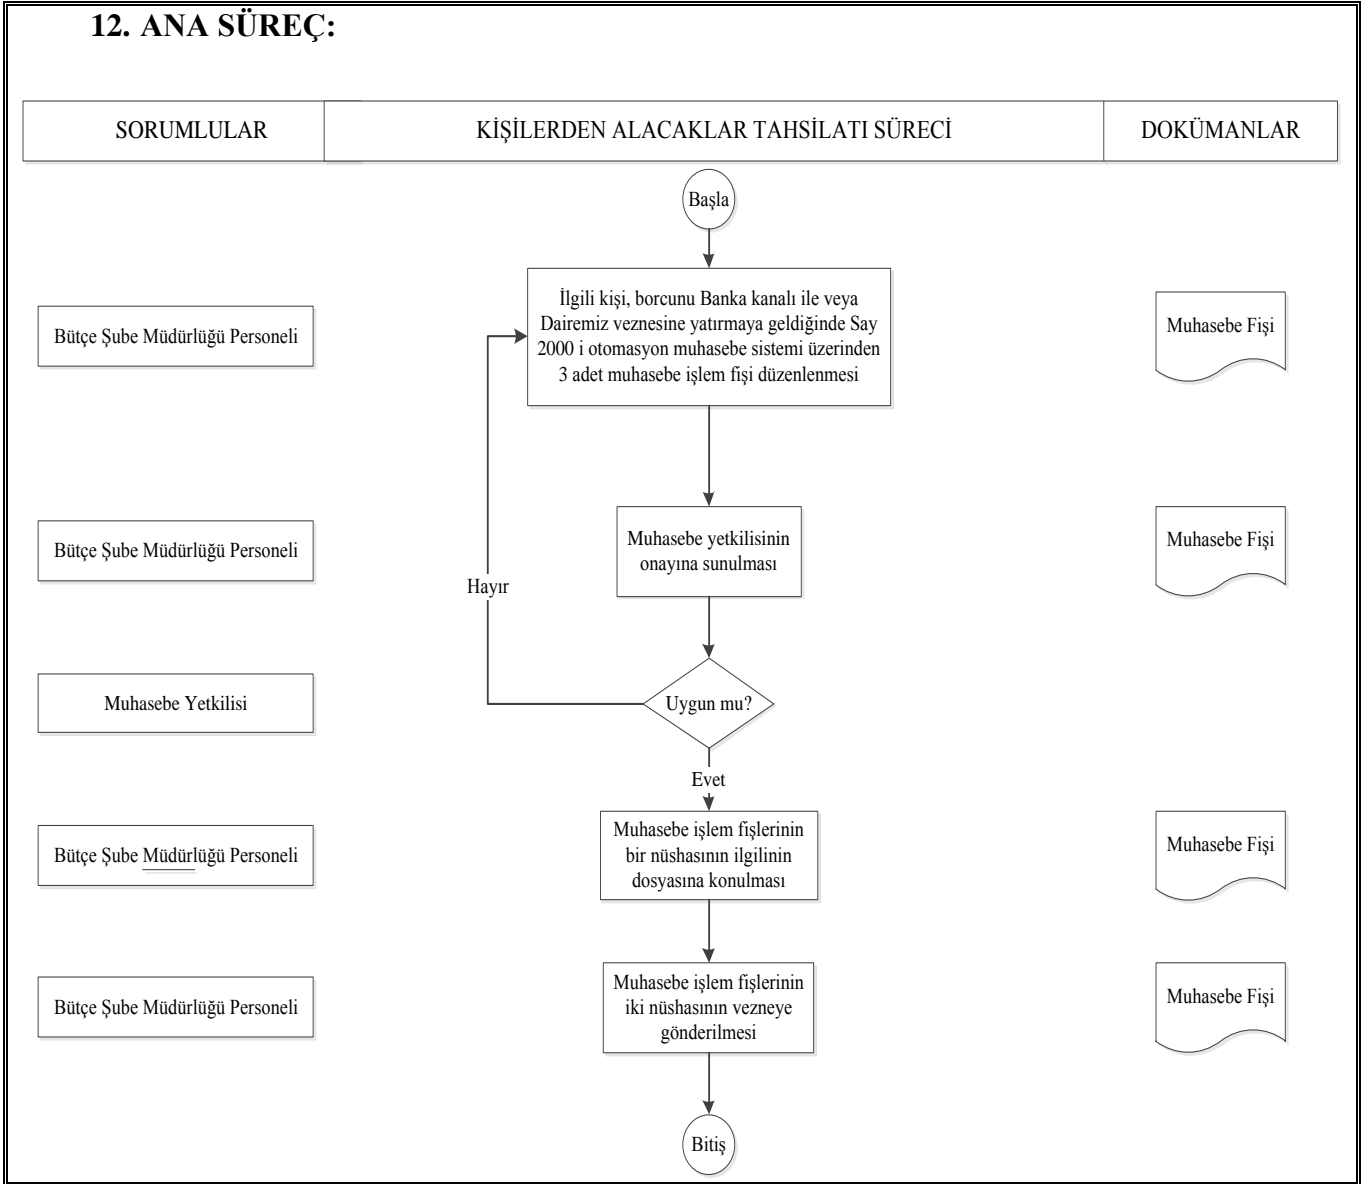 12. ANA SÜREÇ:
SORUMLULAR
KİŞİLERDEN ALACAKLAR TAHSİLATI SÜRECİ
DOKÜMANLAR
Başla
Bütçe Şube Müdürlüğü Personeli
İlgili kişi, borcunu Banka kanalı ile veya
Dairemiz veznesine yatırmaya geldiğinde Say
2000 i otomasyon muhasebe sistemi üzerinden
3 adet muhasebe işlem fişi düzenlenmesi
Muhasebe Fişi
Bütçe Şube Müdürlüğü Personeli
Muhasebe yetkilisinin
onayına sunulması
Muhasebe Fişi
Hayır
Muhasebe Yetkilisi
Uygun mu?
Evet
Bütçe Şube Müdürlüğü Personeli
Muhasebe işlem fişlerinin
bir nüshasının ilgilinin
dosyasına konulması
Muhasebe Fişi
Bütçe Şube Müdürlüğü Personeli
Muhasebe işlem fişlerinin
iki nüshasının vezneye
gönderilmesi
Muhasebe Fişi
Bitiş